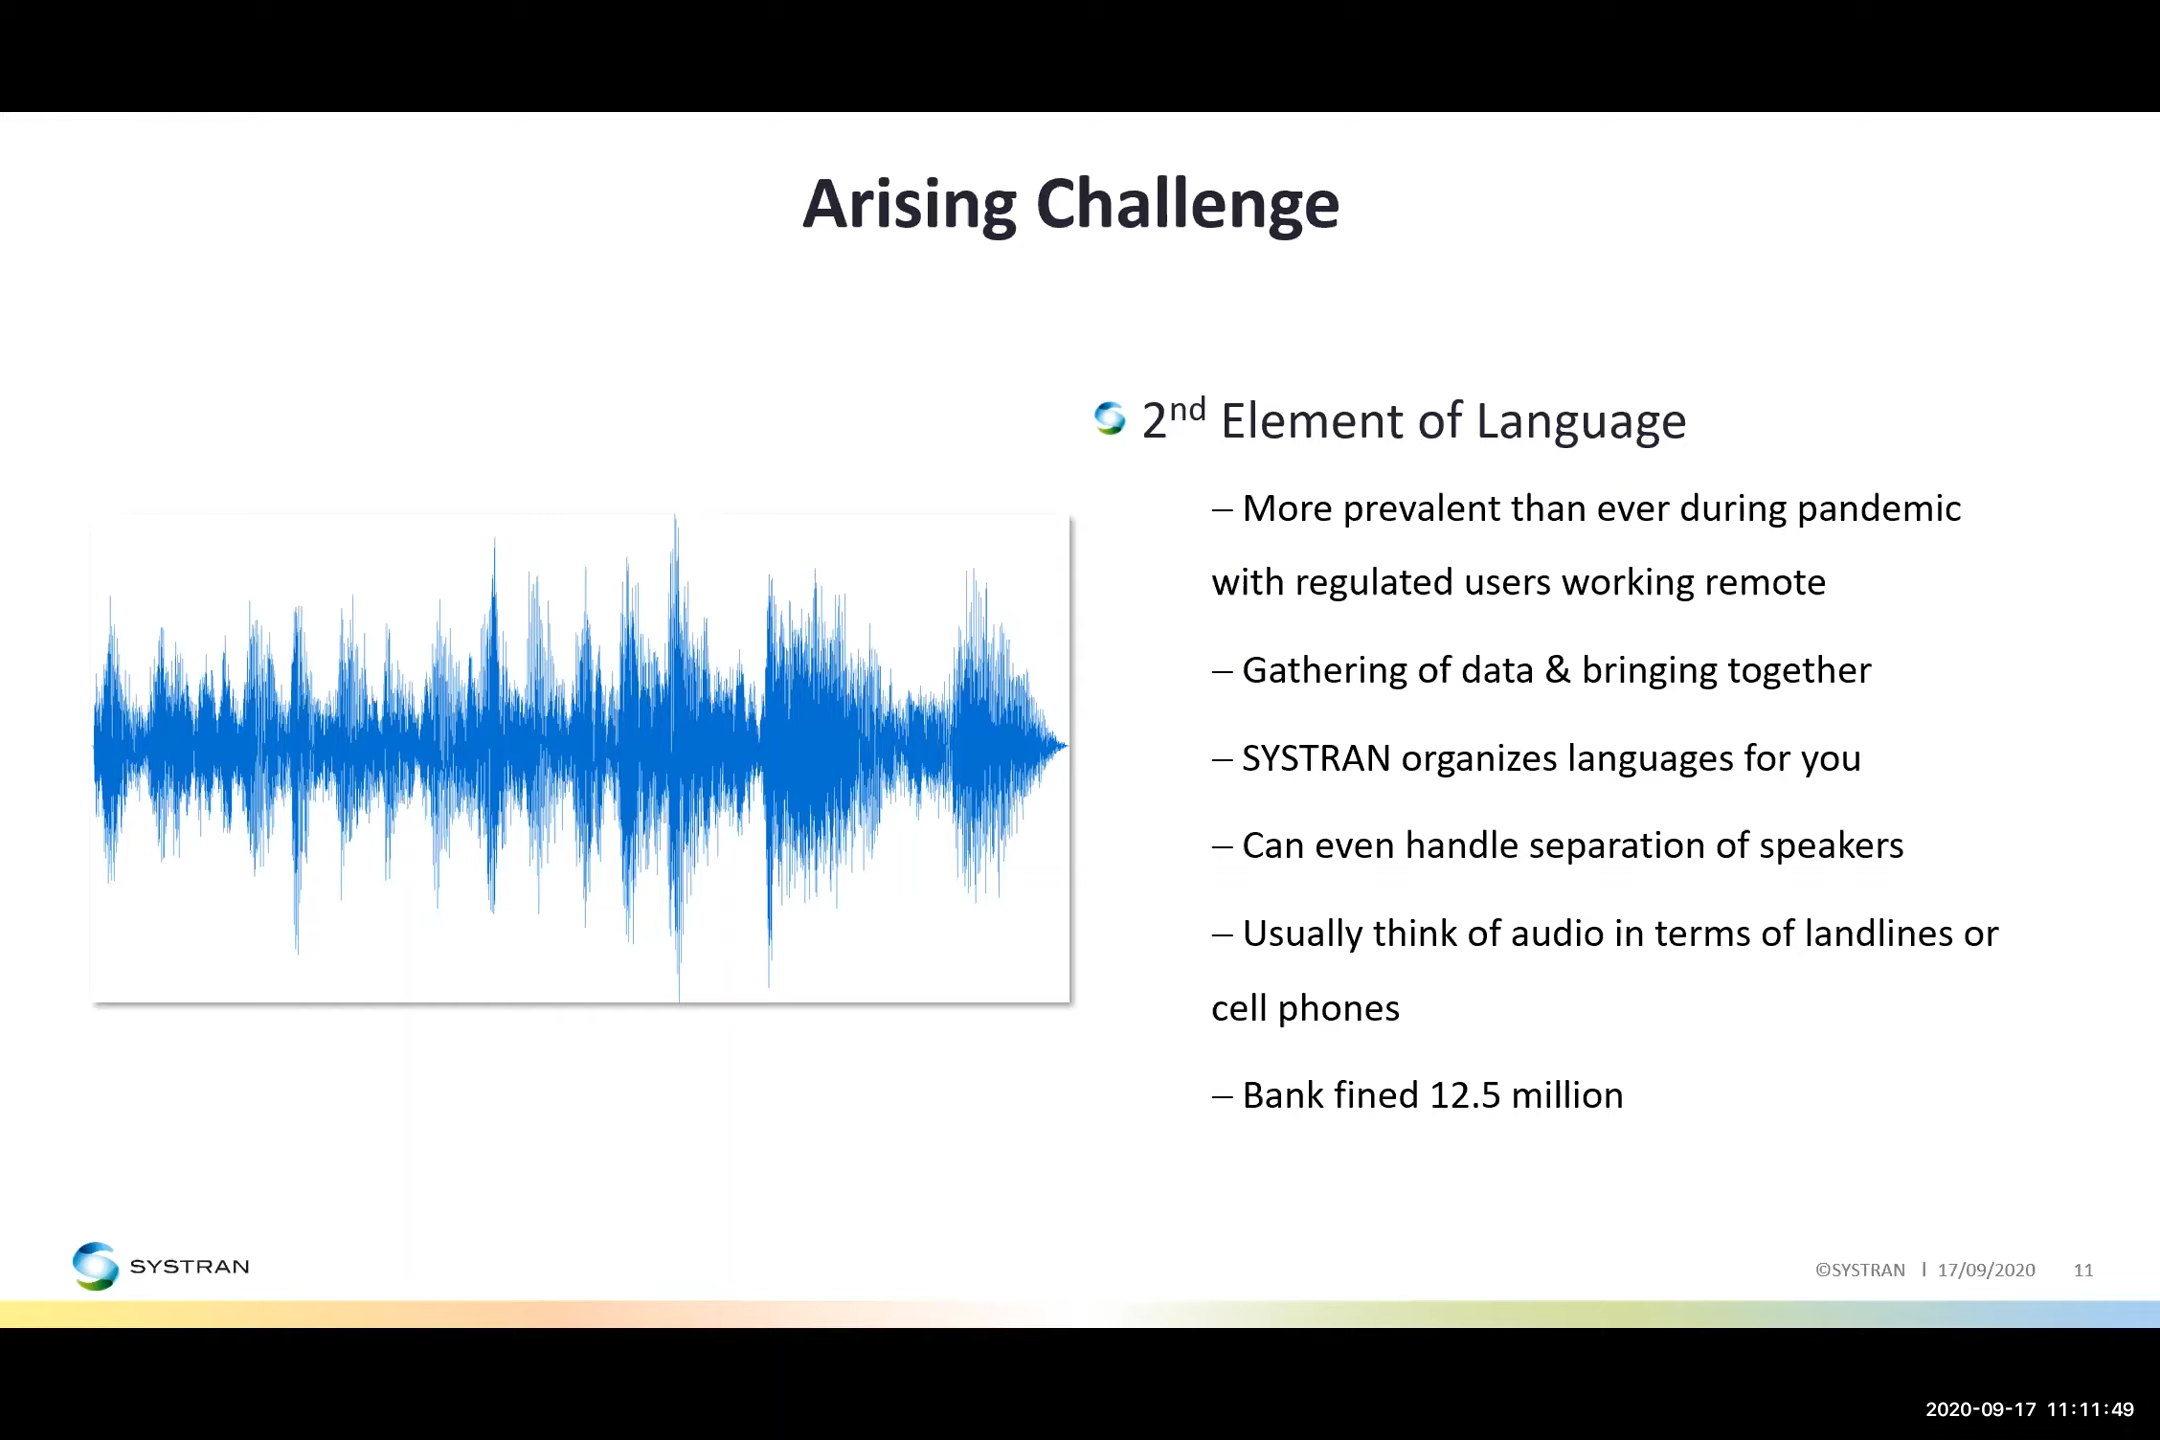 Arising Challenge
2nd Element of Language
– More prevalent than ever during pandemic
with regulated users working remote
– Gathering of data & bringing together
– SYSTRAN organizes languages for you
– Can even handle separation of speakers
– Usually think of audio in terms of landlines or
cell phones
– Bank fined 12.5 million
SYSTRAN
©SYSTRAN | 17/09/2020 11
2020-09-17 11:11:49